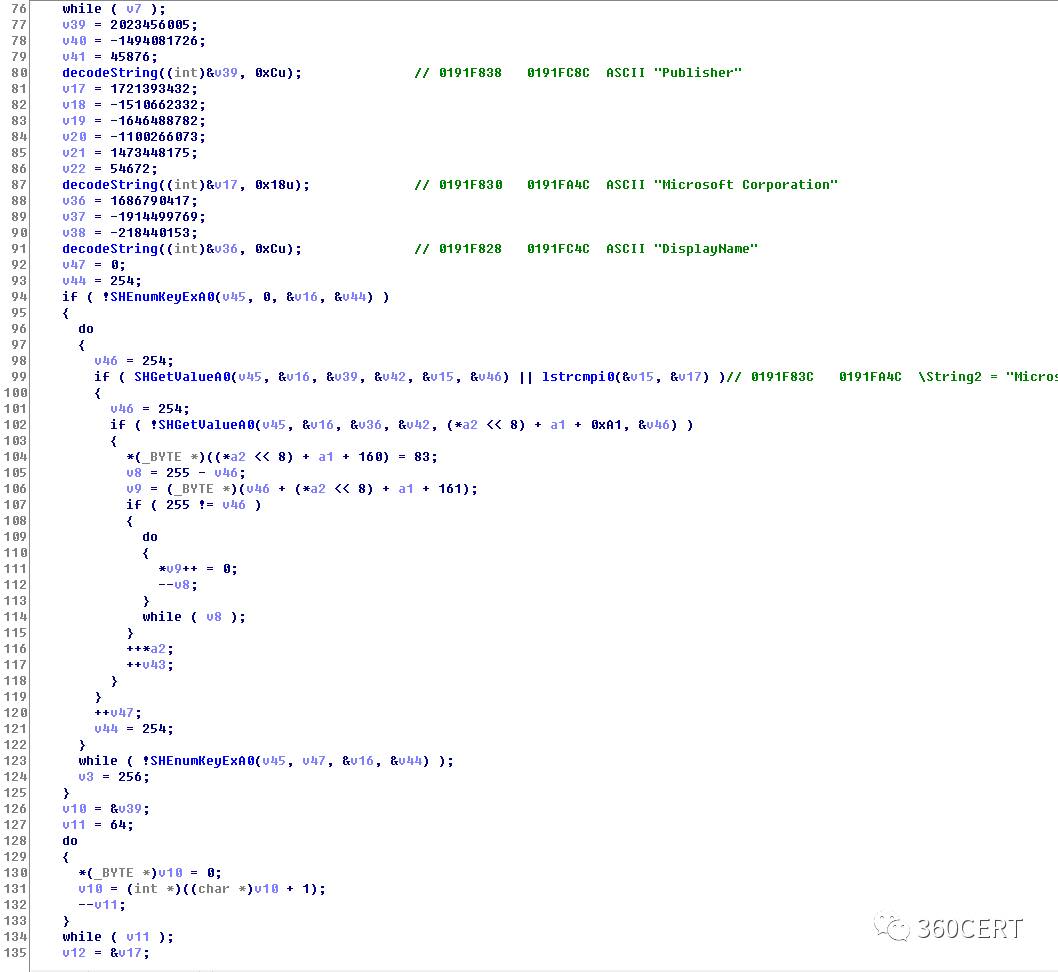 76 while ( v7 );
77 v39 = 2023456005;
78 v40 = -1494081726;
79 v41 = 45876;
80 decodeString((int)&v39, 0xCu); // 0191F838 0191FC8C ASCII "Publisher"
81 v17 = 1721393432;
82 v18 = -1510662332;
83 v19 = -1646488782;
84 v20 = -1100266073;
85 v21 = 1473448175;
86 v22 = 54672;
87 decodeString((int)&v17, 0x18u); // 0191F830 0191FA4C ASCII "Microsoft Corporation"
88 v36 = 1686790417;
89 v37 = -1914499769;
90 v38 = -218440153;
91 decodeString((int)&v36, 0xCu); // 0191F828 0191FC4C ASCII "DisplayName"
92 v47 = 0;
93 v44 = 254;
94 if ( !SHEnumKeyExA0(v45, 0, &v16, &v44) )
95 {
96 do
97 {
98 v46 = 254;
99 if ( SHGetValueA0(v45, &v16, &v39, &v42, &v15, &v46) || lstrcmpi0(&v15, &v17) )// 0191F83C 0191FA4C \String2 = "Micros
100 {
101 v46 = 254;
102 if ( !SHGetValueA0(v45, &v16, &v36, &v42, (*a2 << 8) + a1 + 0xA1, &v46) )
103 {
104 *(_BYTE *)((*a2 << 8) + a1 + 160) = 83;
105 v8 = 255 - v46;
106 v9 = (_BYTE *)(v46 + (*a2 << 8) + a1 + 161);
107 if ( 255 != v46 )
108 {
109 do
110 {
111 *v9++ = 0;
112 --v8;
113 }
114 while ( v8 );
115 }
116 ++*a2;
117 ++v43;
118 }
119 }
120 ++v47;
121 v44 = 254;
122 }
123 while ( !SHEnumKeyExA0(v45, v47, &v16, &v44) );
124 v3 = 256;
125 }
126 v10 = &v39;
127 v11 = 64;
128 do
129 {
130 *(_BYTE *)v10 = 0;
131 v10 = (int *)((char *)v10 + 1);
132 --v11;
133 }
134 while ( v11 );
135 v12 = &v17;
360CERT